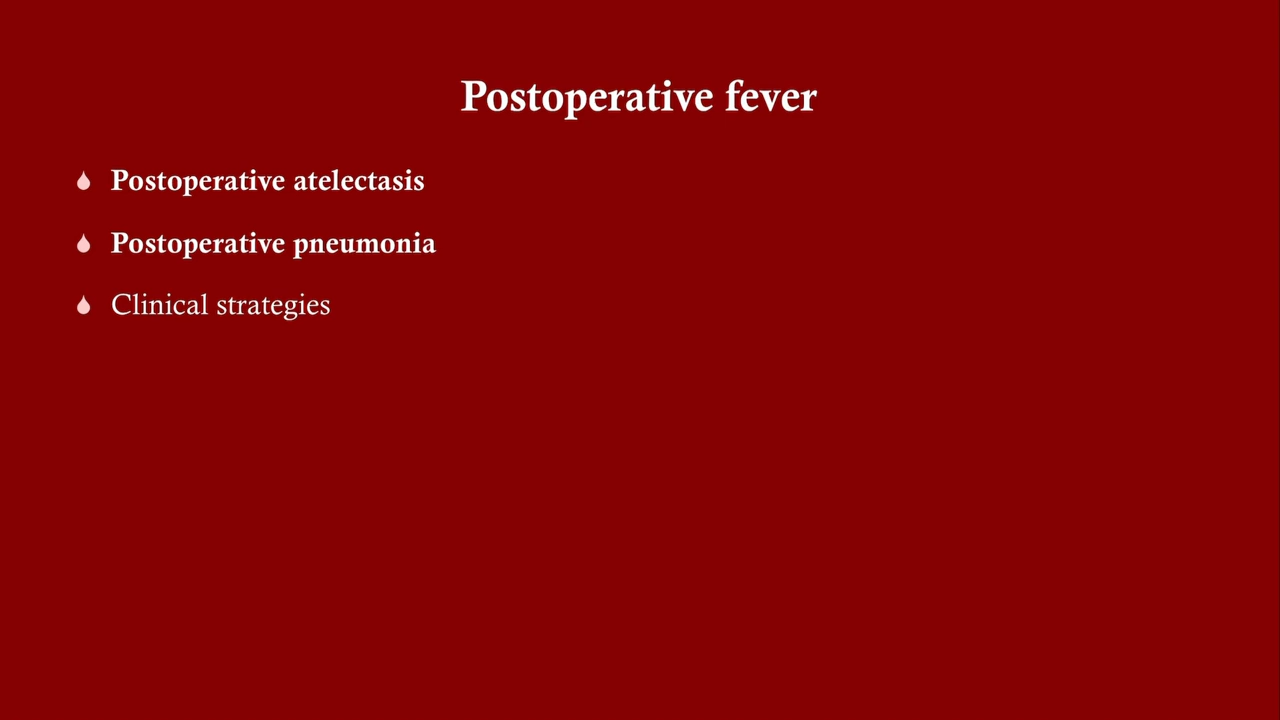 Postoperative fever
Postoperative atelectasis
Postoperative pneumonia
Clinical strategies